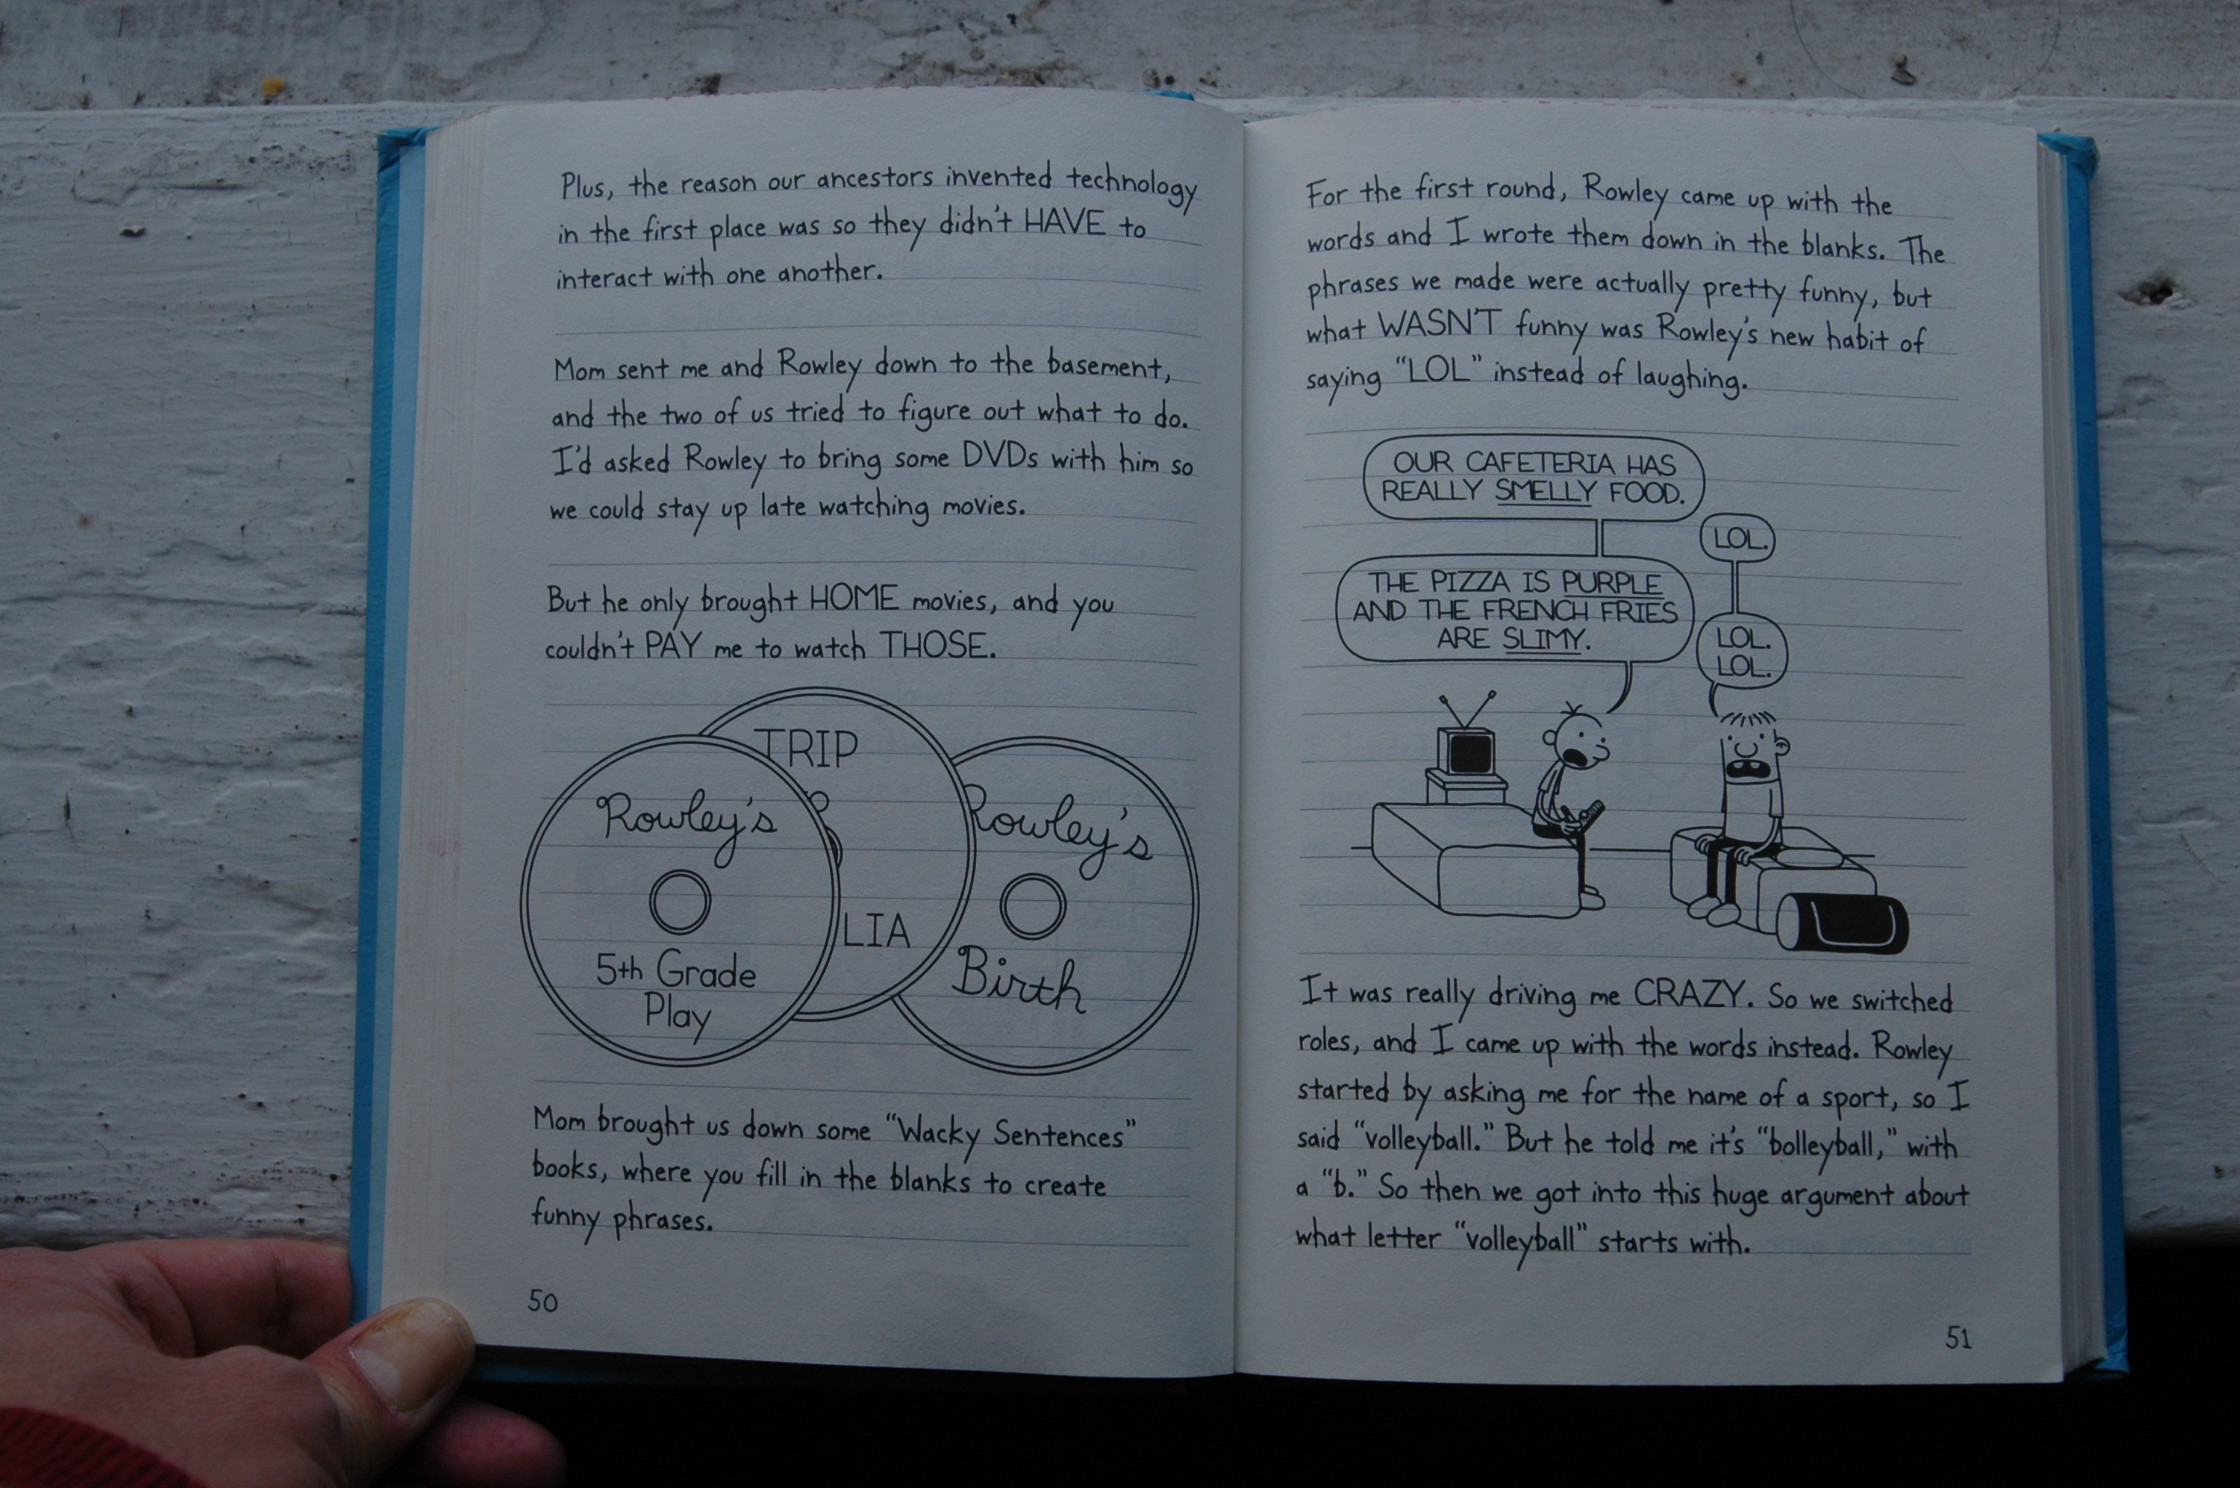 Plus, the reason our ancestors invented technology
in the first place was so they didn't HAVE to
interact with one another.
Mom sent me and Rowley down to the basement,
and the two of us tried to figure out what to do.
I'd asked Rowley to bring some DVDs with him so
we could stay up late watching movies.
But he only brought HOME movies, and you
couldn't PAY me to watch THOSE.
Rowley's
5th Grade
Play
TRIP
LIA
Rowley's
Birth
Mom brought us down some "Wacky Sentences"
books, where you fill in the blanks to create
funny phrases.
50
For the first round, Rowley came up with the
words and I wrote them down in the blanks. The
phrases we made were actually pretty funny, but
what WASN'T funny was Rowley's new habit of
saying "LOL" instead of laughing.
OUR CAFETERIA HAS
REALLY SMELLY FOOD.
LOL.
THE PIZZA IS PURPLE
AND THE FRENCH FRIES
ARE SLIMY.
LOL.
LOL.
It was really driving me CRAZY. So we switched
roles, and I came up with the words instead. Rowley
started by asking me for the name of a sport, so I
said "volleyball." But he told me it's "bolleyball," with
a "b." So then we got into this huge argument about
what letter "volleyball" starts with.
51